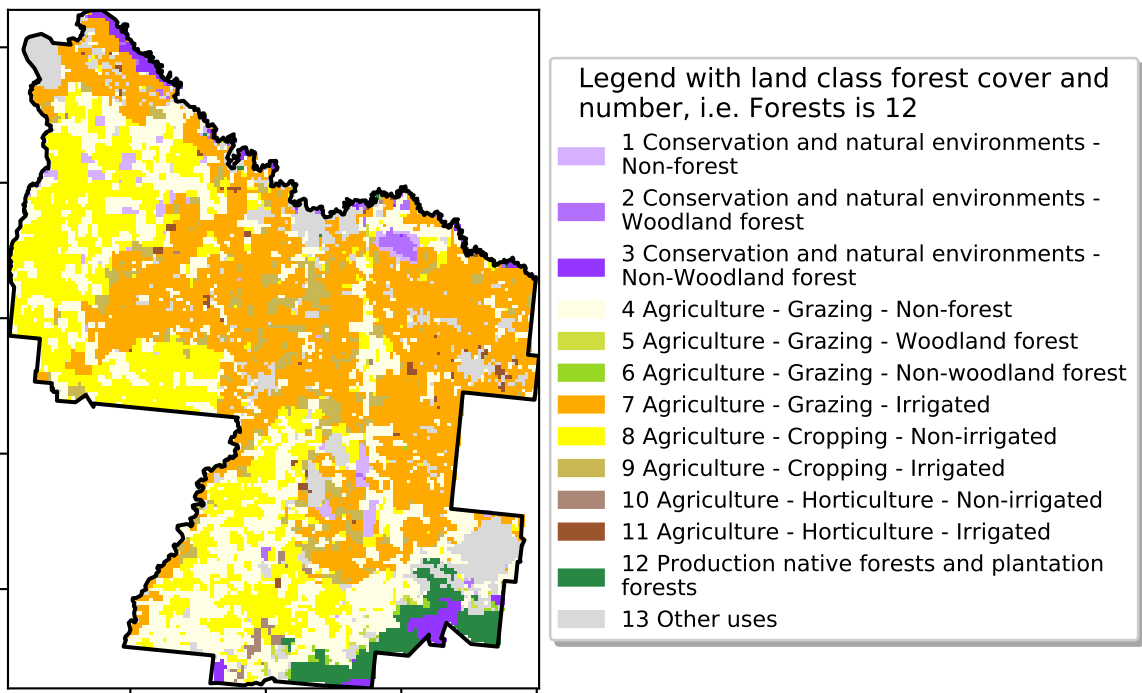 Legend with land class forest cover and
number, i.e. Forests is 12
1 Conservation and natural environments -
Non-forest
2 Conservation and natural environments -
Woodland forest
3 Conservation and natural environments -
Non-Woodland forest
4 Agriculture - Grazing - Non-forest
5 Agriculture - Grazing - Woodland forest
6 Agriculture - Grazing - Non-woodland forest
7 Agriculture - Grazing - Irrigated
8 Agriculture - Cropping - Non-irrigated
9 Agriculture - Cropping - Irrigated
10 Agriculture - Horticulture - Non-irrigated
11 Agriculture - Horticulture - Irrigated
12 Production native forests and plantation
forests
13 Other uses